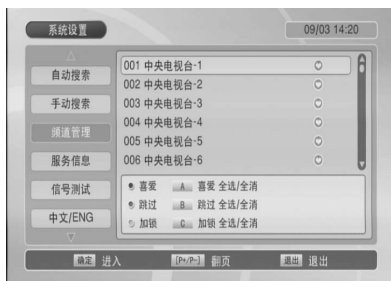 系统设置
09/03 14:20
自动搜索
手动搜索
频道管理
服务信息
信号测试
中文/ENG
001 中央电视台-1
002 中央电视台-2
003 中央电视台-3
004 中央电视台-4
005 中央电视台-5
006 中央电视台-6
喜爱 A 喜爱 全选/全消
跳过 B 跳过 全选/全消
加锁 C 加锁 全选/全消
确定 进入 [P+/P-] 翻页 退出 退出